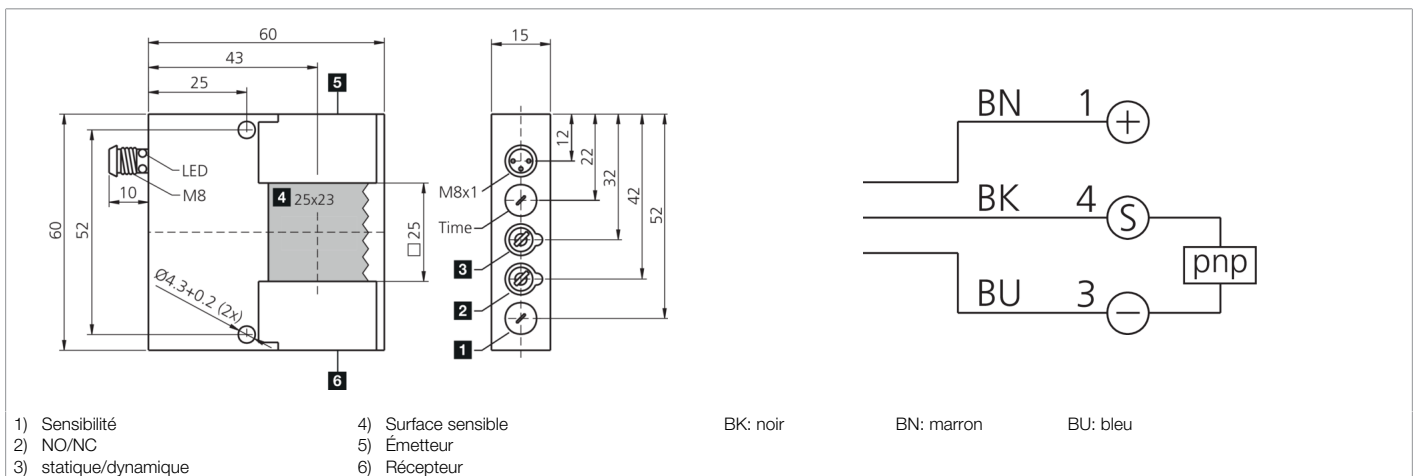 60
43
25
5
LED
M8
10
4 25x23
60
52
□ 25
Ø4.3+0.2 (2x)
6
15
12
22
32
42
52
M8x1
Time
3
2
1
BN 1
+
BK 4
S
pnp
BU 3
−
1) Sensibilité
2) NO/NC
3) statique/dynamique
4) Surface sensible
5) Émetteur
6) Récepteur
BK: noir BN: marron BU: bleu